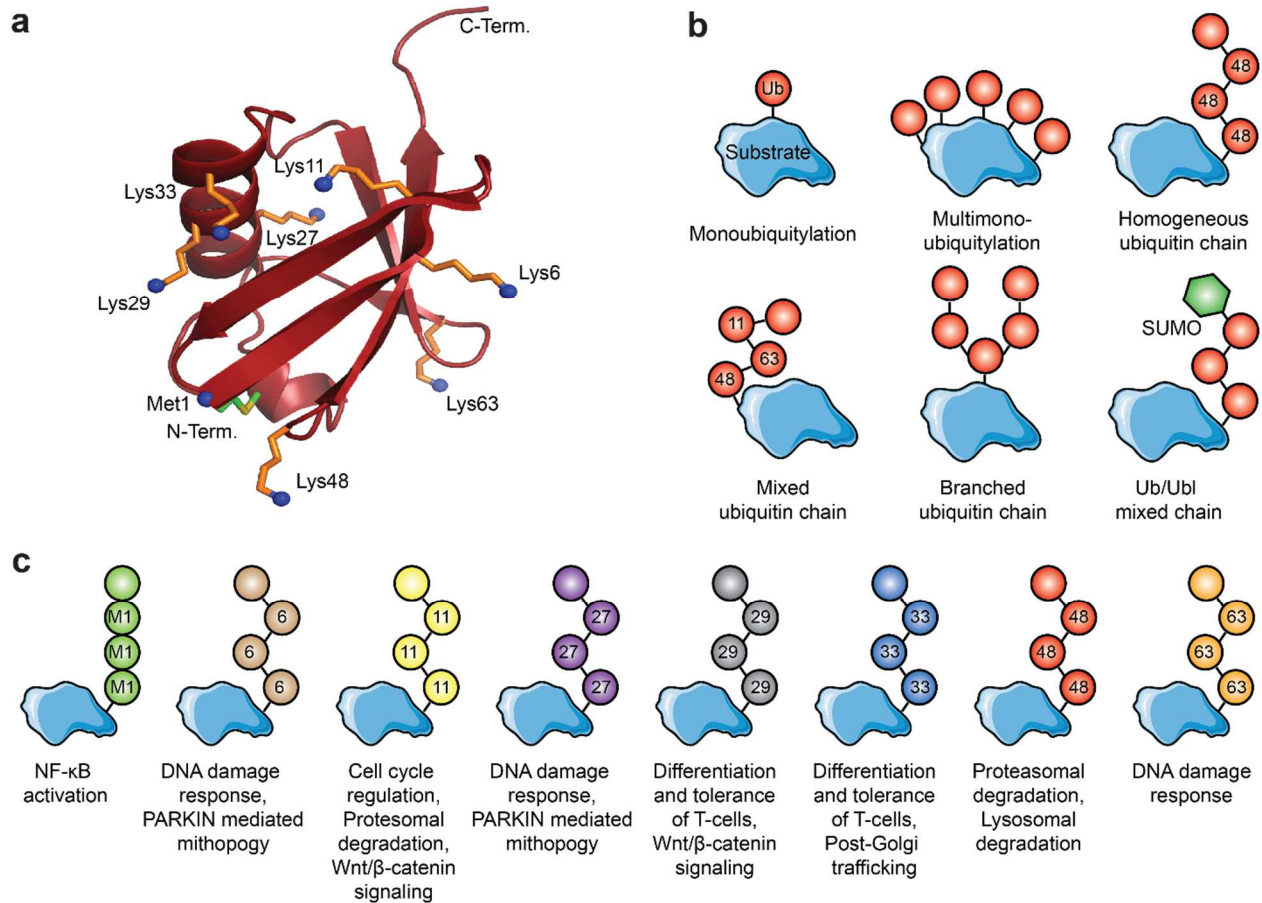 a
C-Term.
Lys11
Lys33
Lys27
Lys6
Lys29
Lys63
Met1
N-Term.
Lys48
b
Ub
Substrate
Monoubiquitylation
Multimono-
ubiquitylation
48
48
48
Homogeneous
ubiquitin chain
11
63
48
Mixed
ubiquitin chain
Branched
ubiquitin chain
SUMO
Ub/Ubl
mixed chain
c
M1
M1
M1
NF-κB
activation
6
6
6
DNA damage
response,
PARKIN mediated
mithopogy
11
11
11
Cell cycle
regulation,
Protesomal
degradation,
Wnt/β-catenin
signaling
27
27
27
DNA damage
response,
PARKIN mediated
mithopogy
29
29
29
Differentiation
and tolerance
of T-cells,
Wnt/β-catenin
signaling
33
33
33
Differentiation
and tolerance
of T-cells,
Post-Golgi
trafficking
48
48
48
Proteasomal
degradation,
Lysosomal
degradation
63
63
63
DNA damage
response